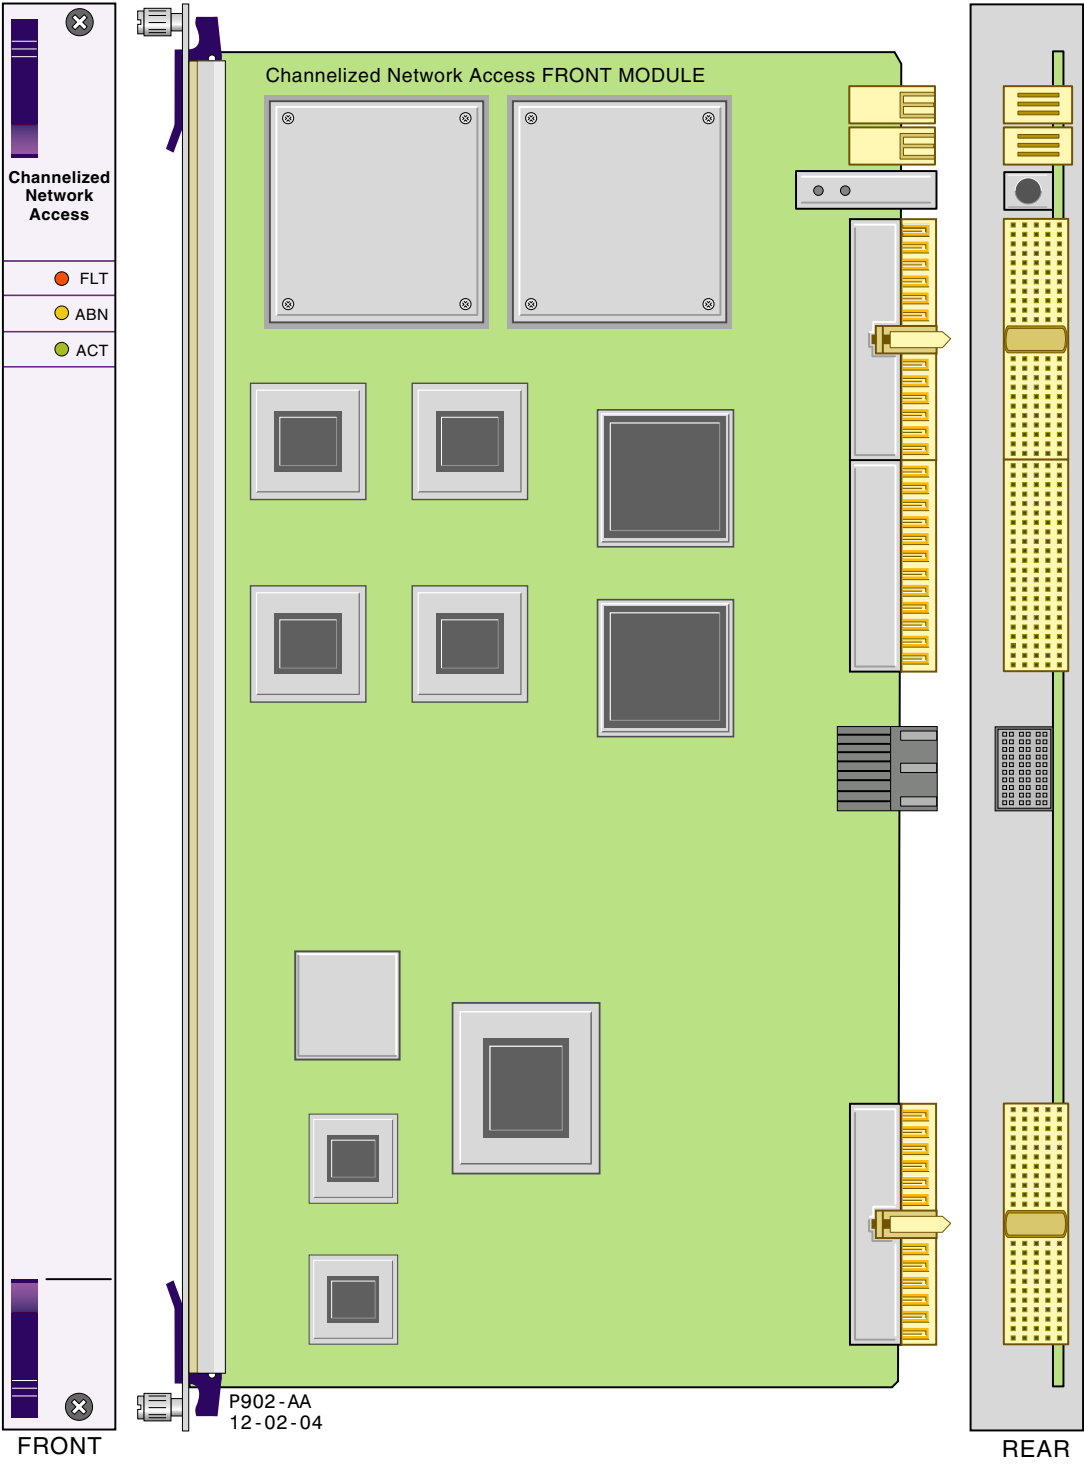 Channelized Network Access FRONT MODULE
Channelized
Network
Access
FLT
ABN
ACT
P902-AA
12-02-04
FRONT
REAR